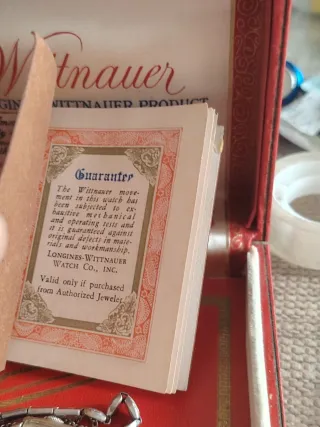 Wittnauer
WITTNAUER PRODUCT
Guarantee
The Wittnauer move-
ment in this watch has
been subjected to ex-
haustive mechanical
and operating tests and
it is guaranteed against
original defects in mate-
rials and workmanship.
LONGINES-WITTNAUER
WATCH CO., INC.
Valid only if purchased
from Authorized Jeweler